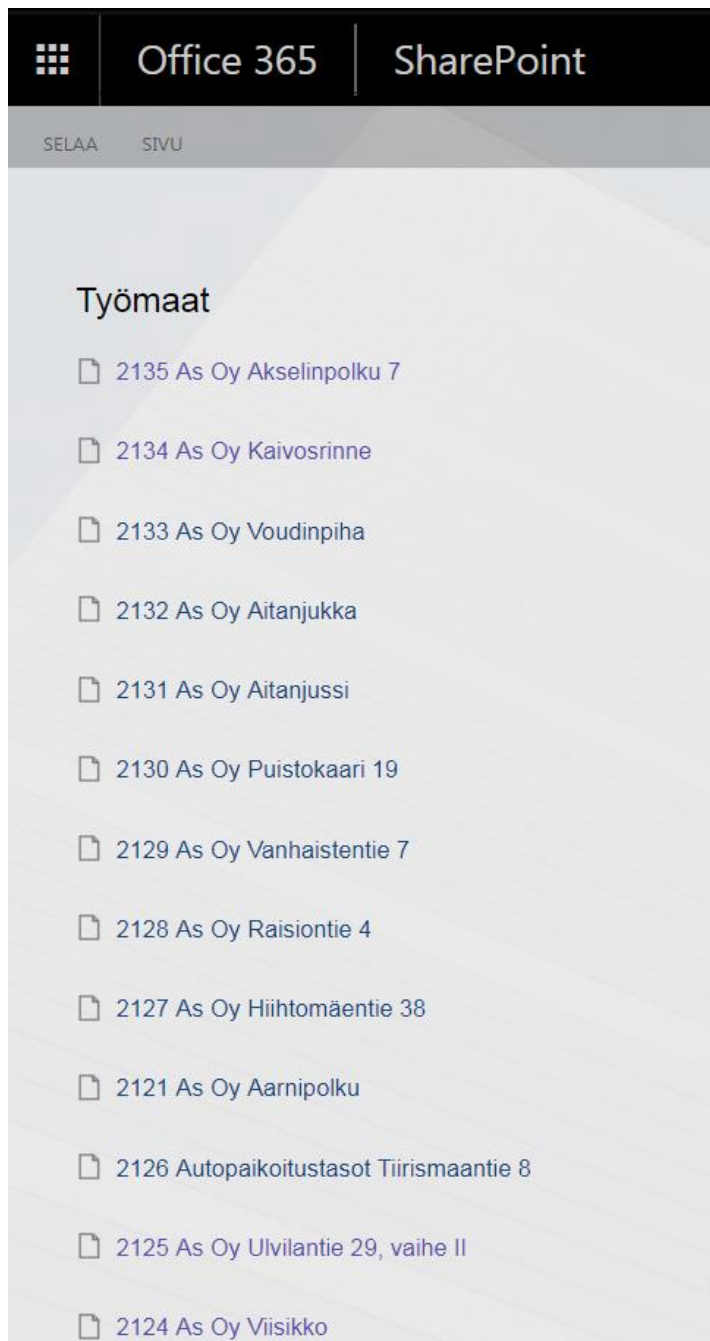 Office 365 SharePoint
SELAA SIVU
Työmaat
2135 As Oy Akselinpolku 7
2134 As Oy Kaivosrinne
2133 As Oy Voudinpiha
2132 As Oy Aitanjukka
2131 As Oy Aitanjussi
2130 As Oy Puistokaari 19
2129 As Oy Vanhaistentie 7
2128 As Oy Raisiontie 4
2127 As Oy Hiihtomäentie 38
2121 As Oy Aarnipolku
2126 Autopaikoitustasot Tiirismaantie 8
2125 As Oy Ulvilantie 29, vaihe II
2124 As Oy Viisikko